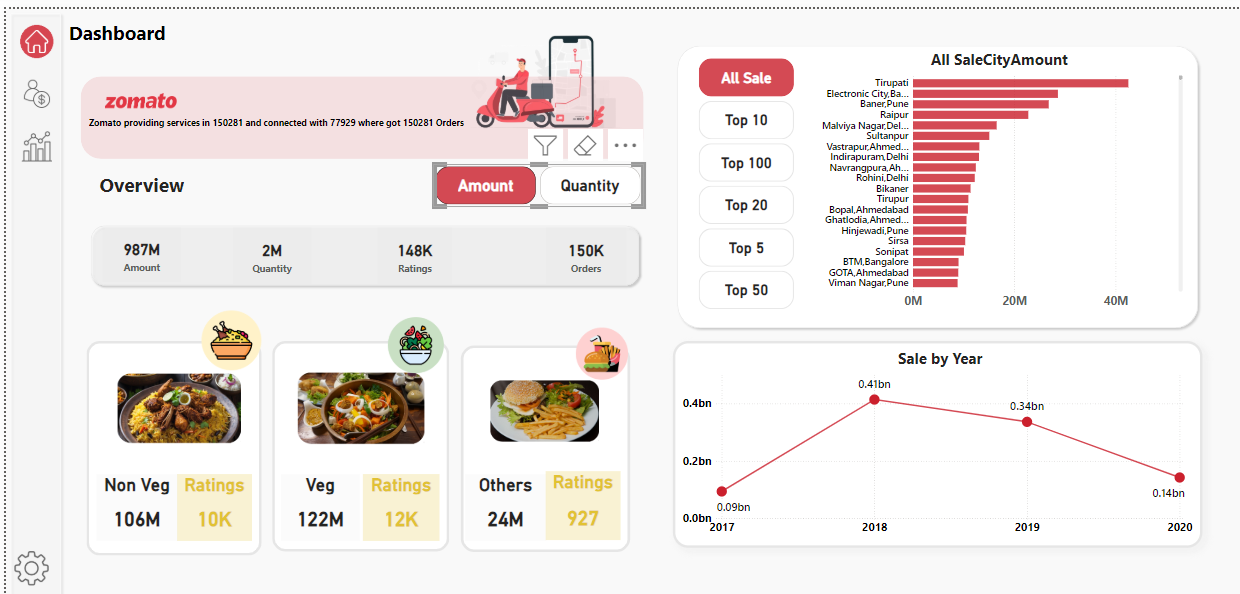 Dashboard
zomato
Zomato providing services in 150281 and connected with 77929 where got 150281 Orders
Overview
Amount
Quantity
987M
Amount
2M
Quantity
148K
Ratings
150K
Orders
Non Veg
Ratings
106M
10K
Veg
Ratings
122M
12K
Others
Ratings
24M
927
All Sale
Top 10
Top 100
Top 20
Top 5
Top 50
All SaleCityAmount
Tirupati
Electronic City,Ba...
Baner,Pune
Raipur
Malviya Nagar,Del...
Sultanpur
Vastrapur,Ahmed...
Indirapuram,Delhi
Navrangpura,Ah...
Rohini,Delhi
Bikaner
Tirupur
Bopal,Ahmedabad
Ghatlodia,Ahmed...
Hinjewadi,Pune
Sirsa
Sonipat
BTM,Bangalore
GOTA,Ahmedabad
Viman Nagar,Pune
0M 20M 40M
Sale by Year
0.4bn
0.2bn
0.0bn
0.09bn
0.41bn
0.34bn
0.14bn
2017 2018 2019 2020